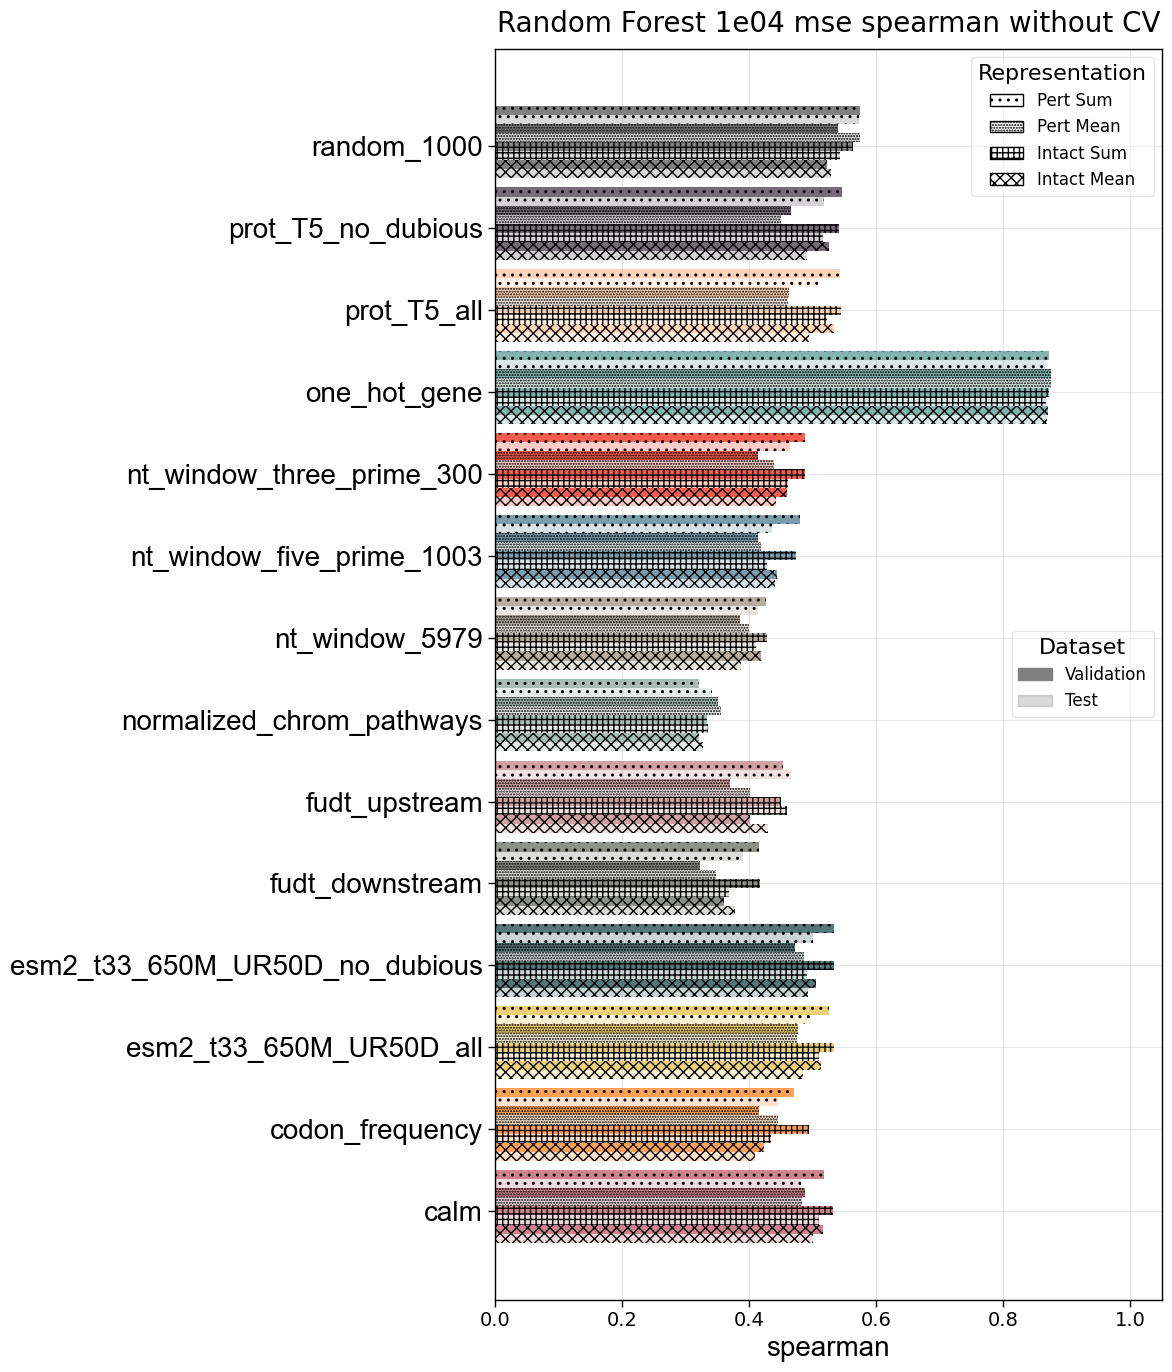 Random Forest 1e04 mse spearman without CV
Representation
Pert Sum
Pert Mean
Intact Sum
Intact Mean
random_1000
prot_T5_no_dubious
prot_T5_all
one_hot_gene
nt_window_three_prime_300
nt_window_five_prime_1003
nt_window_5979
Dataset
Validation
Test
normalized_chrom_pathways
fudt_upstream
fudt_downstream
esm2_t33_650M_UR50D_no_dubious
esm2_t33_650M_UR50D_all
codon_frequency
calm
0.0 0.2 0.4 0.6 0.8 1.0
spearman